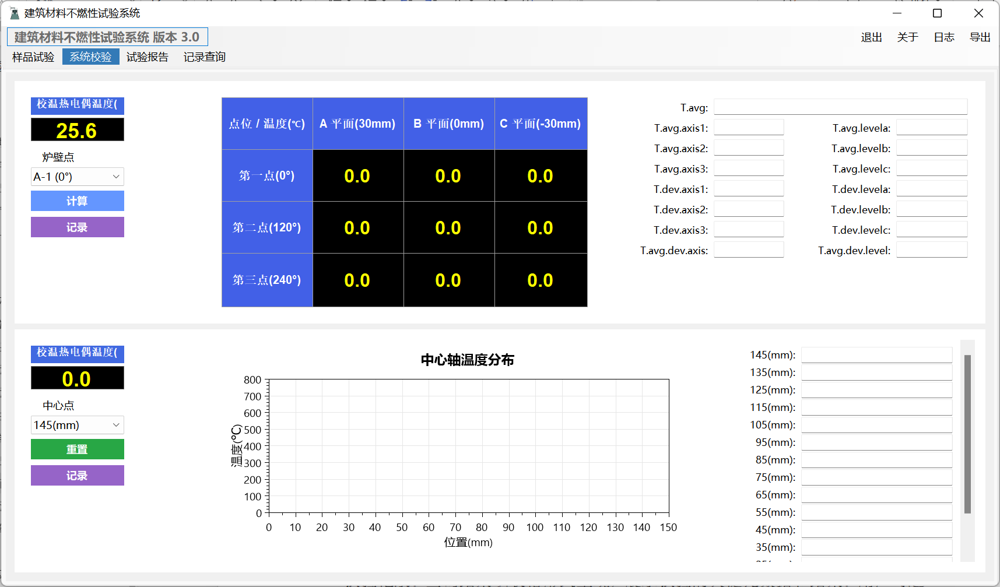 建筑材料不燃性试验系统
建筑材料不燃性试验系统 版本 3.0
退出 关于 日志 导出
样品试验 系统校验 试验报告 记录查询
校温热电偶温度(
25.6
炉壁点
A-1 (0°)
计算
记录
点位 / 温度(℃) A 平面(30mm) B 平面(0mm) C 平面(-30mm)
第一点(0°) 0.0 0.0 0.0
第二点(120°) 0.0 0.0 0.0
第三点(240°) 0.0 0.0 0.0
T.avg:
T.avg.axis1: T.avg.levela:
T.avg.axis2: T.avg.levelb:
T.avg.axis3: T.avg.levelc:
T.dev.axis1: T.dev.levela:
T.dev.axis2: T.dev.levelb:
T.dev.axis3: T.dev.levelc:
T.avg.dev.axis: T.avg.dev.level:
校温热电偶温度(
0.0
中心点
145(mm)
重置
记录
中心轴温度分布
温度(℃)
800
700
600
500
400
300
200
100
0
0 10 20 30 40 50 60 70 80 90 100 110 120 130 140 150
位置(mm)
145(mm):
135(mm):
125(mm):
115(mm):
105(mm):
95(mm):
85(mm):
75(mm):
65(mm):
55(mm):
45(mm):
35(mm):